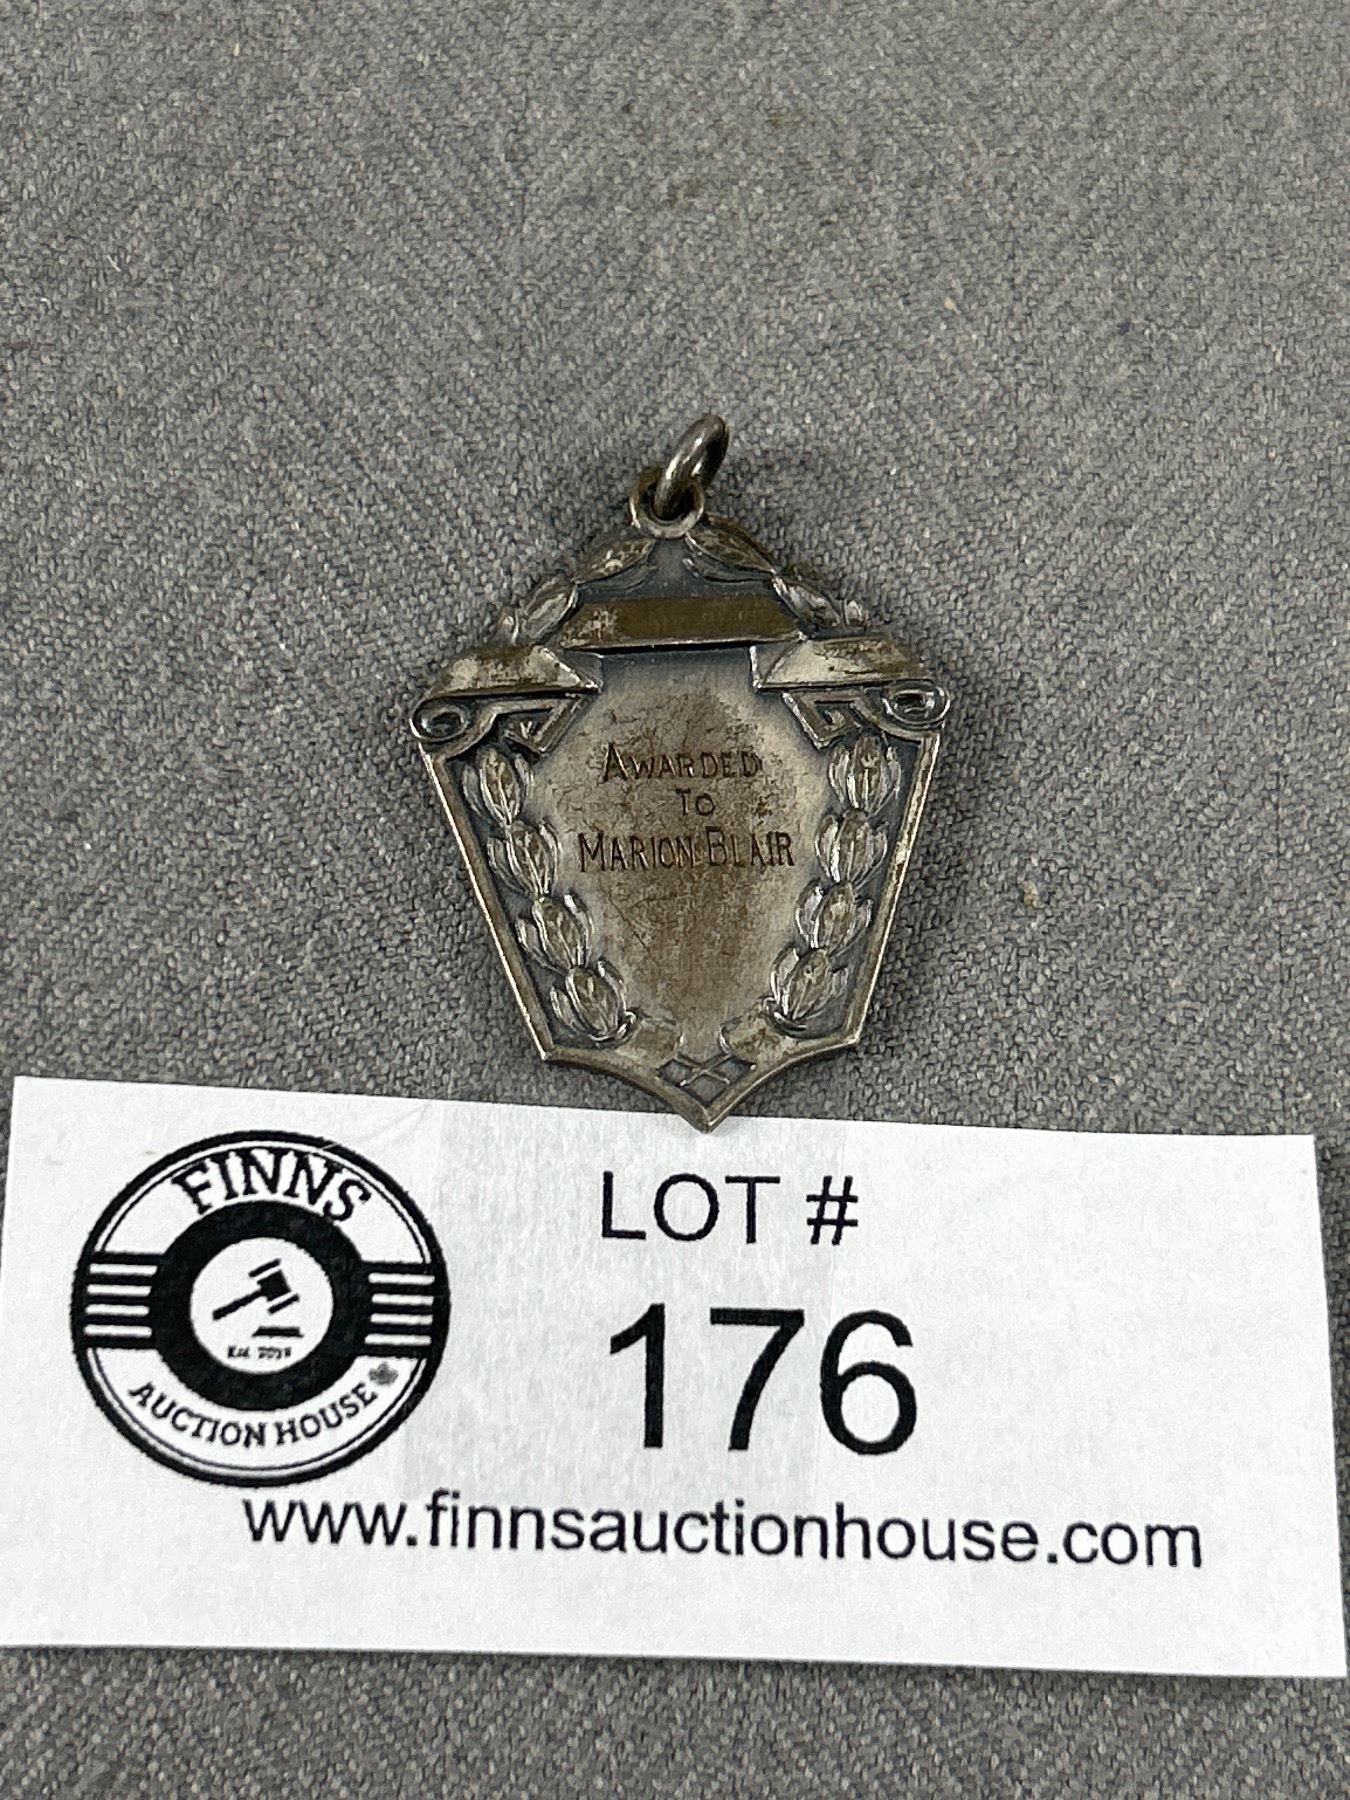 AWARDED
TO
MARION BLAIR
FINNS
AUCTION HOUSE
LOT #
176
www.finnsauctionhouse.com